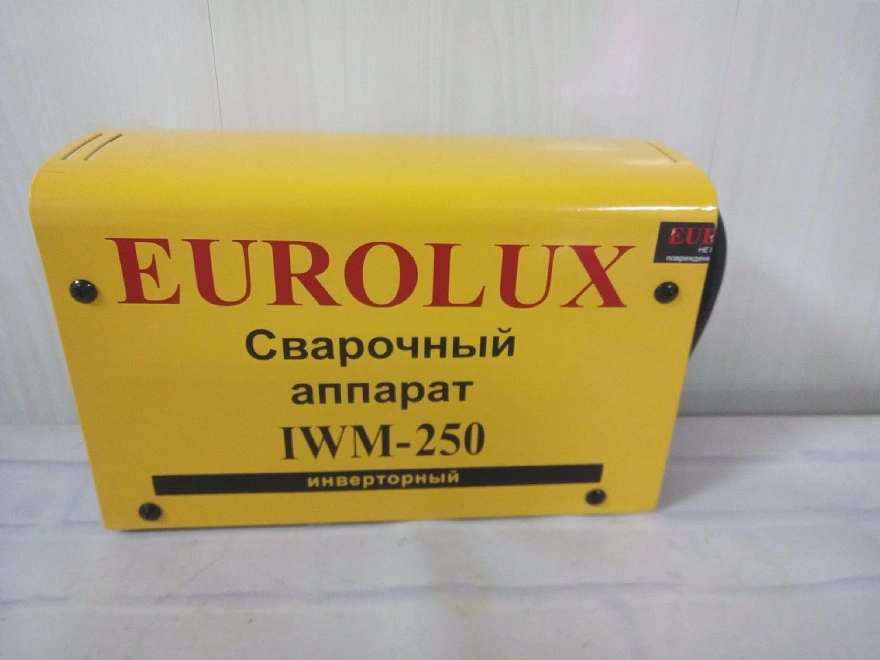 EUROLUX
Сварочный
аппарат
IWM-250
инверторный